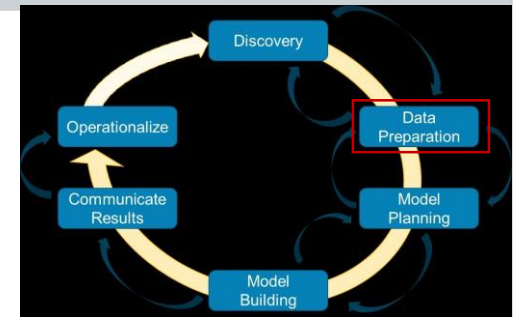 Discovery
Data
Preparation
Model
Planning
Model
Building
Communicate
Results
Operationalize